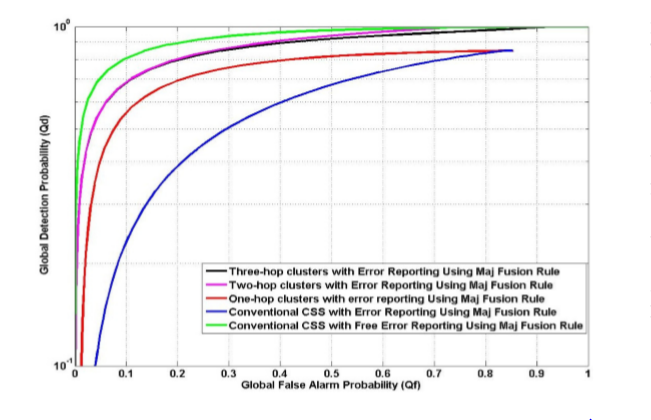 10^0
Global Detection Probability (Qd)
Three-hop clusters with Error Reporting Using Maj Fusion Rule
Two-hop clusters with Error Reporting Using Maj Fusion Rule
One-hop clusters with error reporting Using Maj Fusion Rule
Conventional CSS with Error Reporting Using Maj Fusion Rule
Conventional CSS with Free Error Reporting Using Maj Fusion Rule
10^-1
0 0.1 0.2 0.3 0.4 0.5 0.6 0.7 0.8 0.9 1
Global False Alarm Probability (Qf)